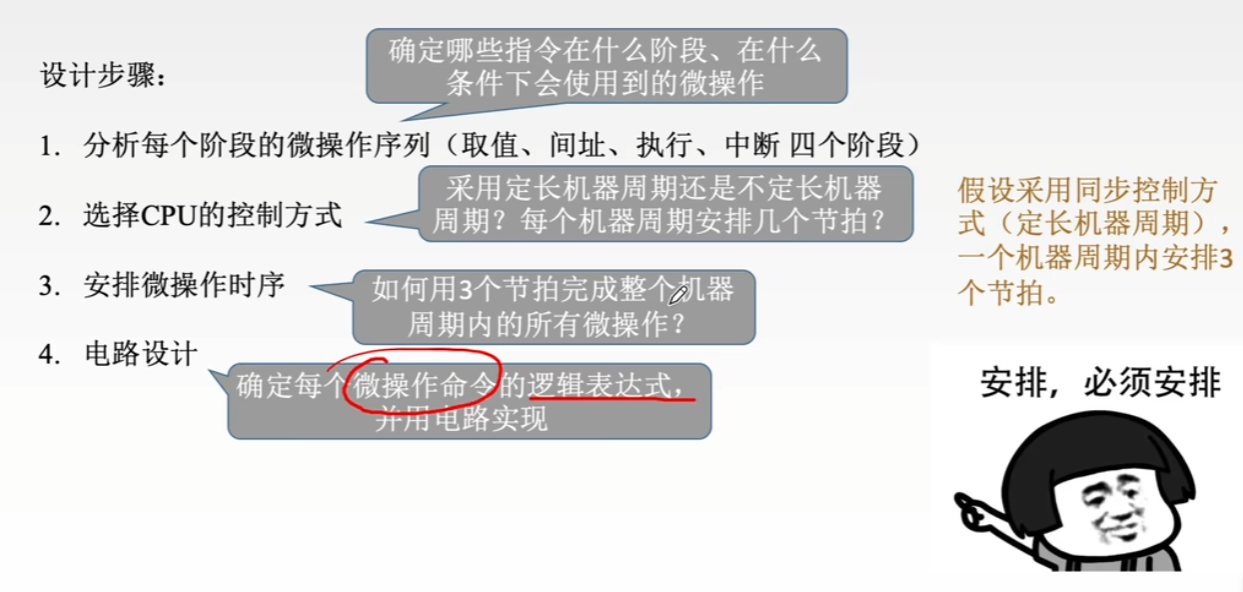 确定哪些指令在什么阶段、在什么
条件下会使用到的微操作
设计步骤：
1. 分析每个阶段的微操作序列（取值、间址、执行、中断 四个阶段）
采用定长机器周期还是不定长机器
周期？每个机器周期安排几个节拍？
2. 选择CPU的控制方式
假设采用同步控制方
式（定长机器周期），
一个机器周期内安排3
个节拍。
3. 安排微操作时序
如何用3个节拍完成整个机器
周期内的所有微操作？
4. 电路设计
确定每个微操作命令的逻辑表达式，
并用电路实现
安排，必须安排